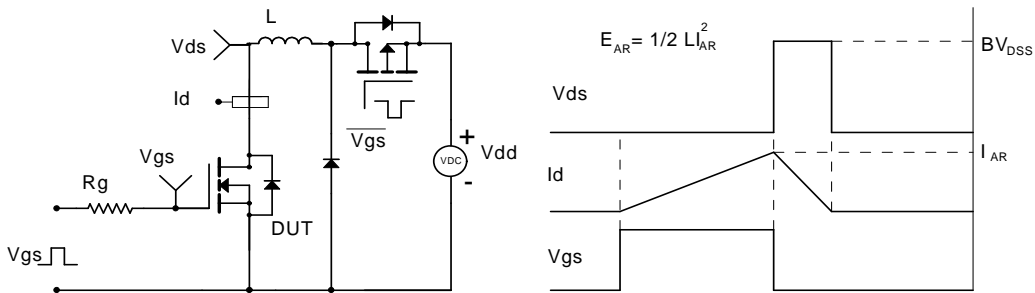 L
Vds
Id
Vgs
Vgs
Rg
DUT
Vgs
+
VDC
-
Vdd
E_AR = 1/2 LI_AR^2
BV_DSS
Vds
I_AR
Id
Vgs